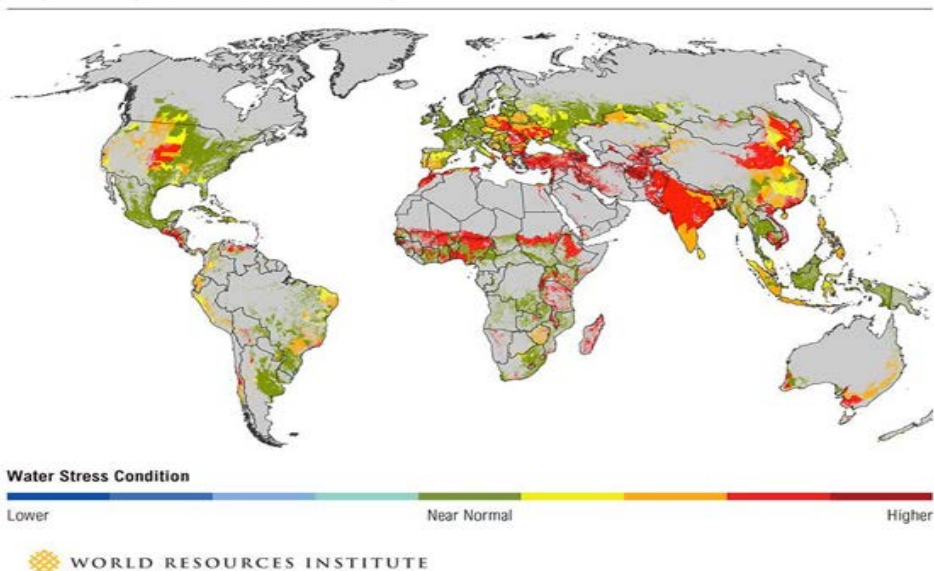 Water Stress Condition
Lower Near Normal Higher
WORLD RESOURCES INSTITUTE